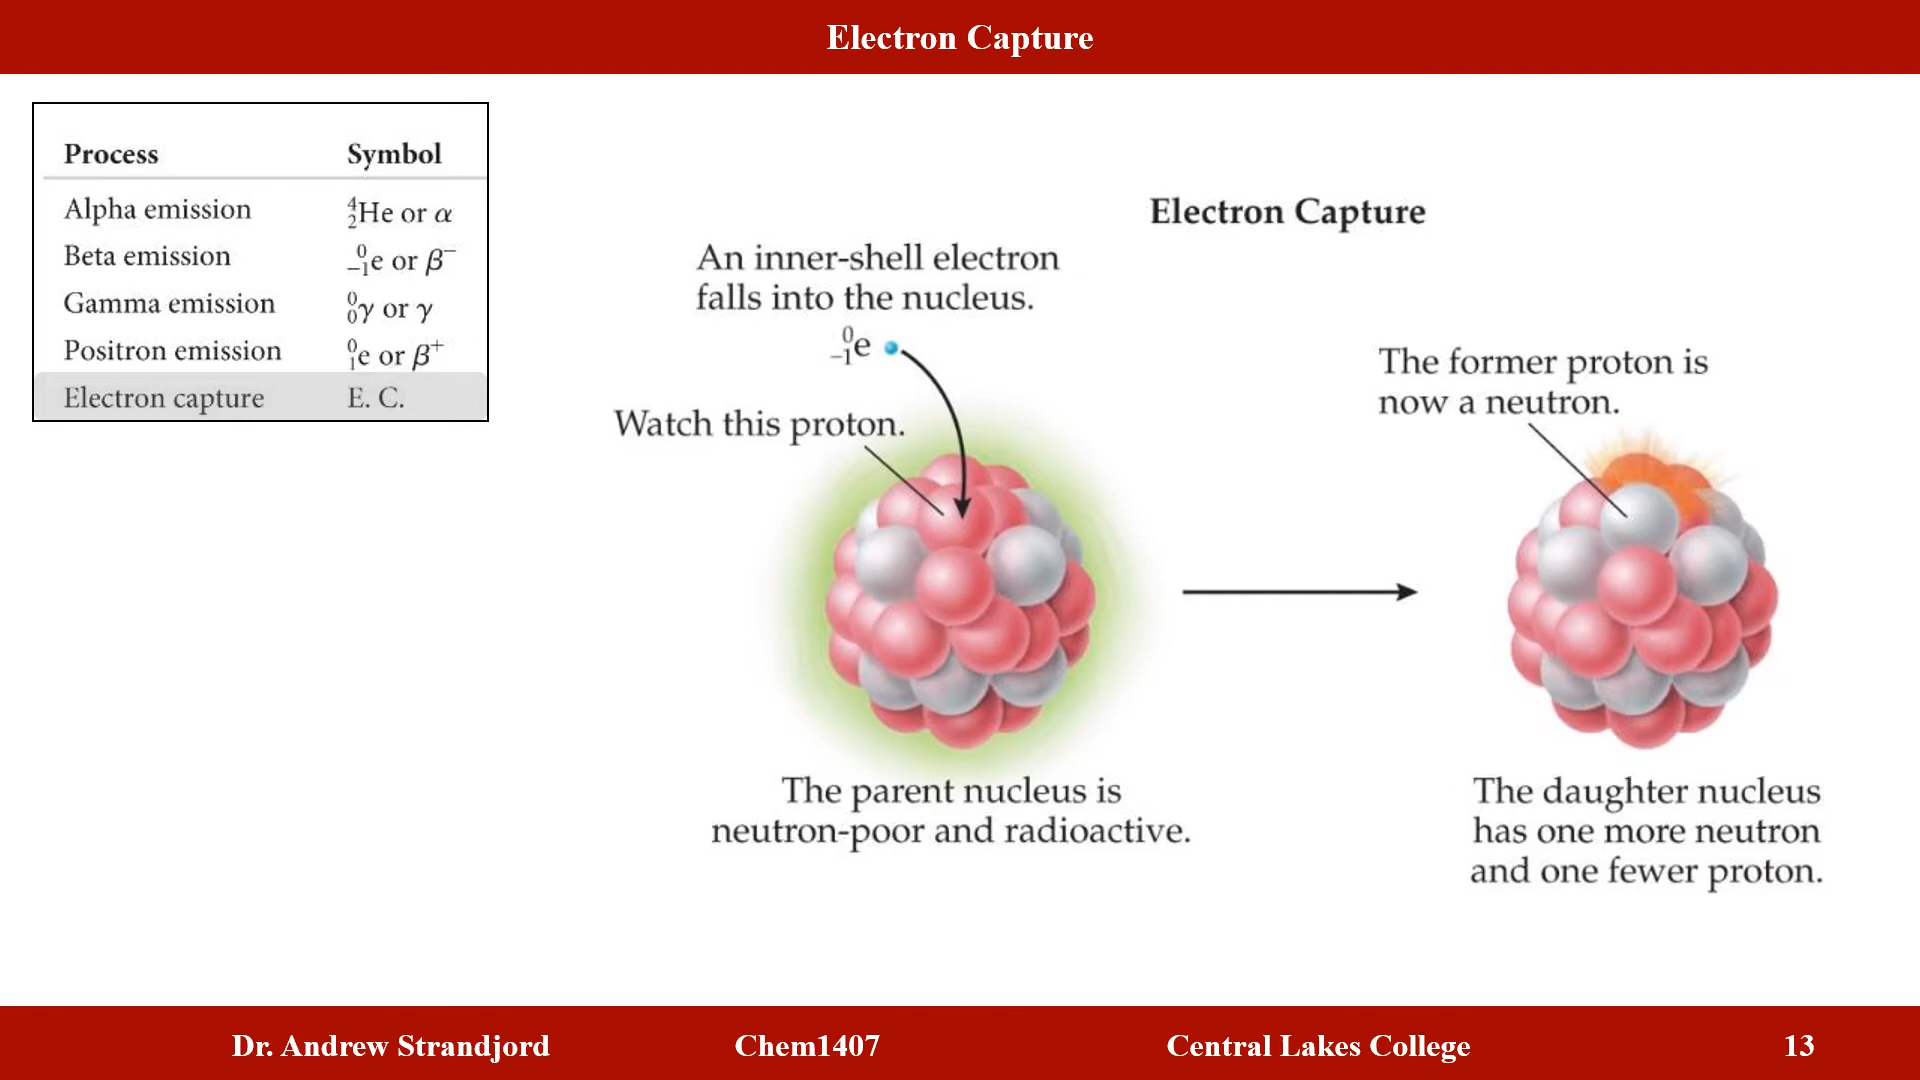 Electron Capture
Process Symbol
Alpha emission ⁴₂He or α
Beta emission ⁰₋₁e or β⁻
Gamma emission ⁰₀γ or γ
Positron emission ⁰₁e or β⁺
Electron capture E. C.
Electron Capture
An inner-shell electron
falls into the nucleus.
⁰₋₁e
Watch this proton.
The former proton is
now a neutron.
The parent nucleus is
neutron-poor and radioactive.
The daughter nucleus
has one more neutron
and one fewer proton.
Dr. Andrew Strandjord Chem1407 Central Lakes College 13